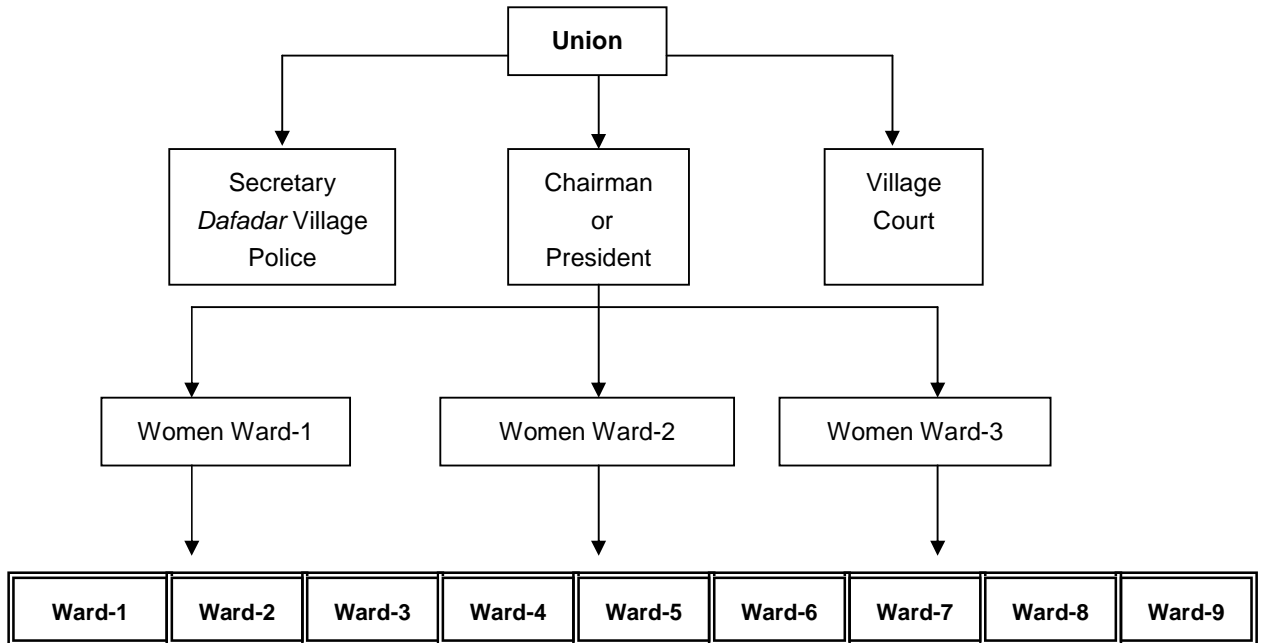 Union
Secretary
Dafadar Village
Police
Chairman
or
President
Village
Court
Women Ward-1
Women Ward-2
Women Ward-3
Ward-1
Ward-2
Ward-3
Ward-4
Ward-5
Ward-6
Ward-7
Ward-8
Ward-9